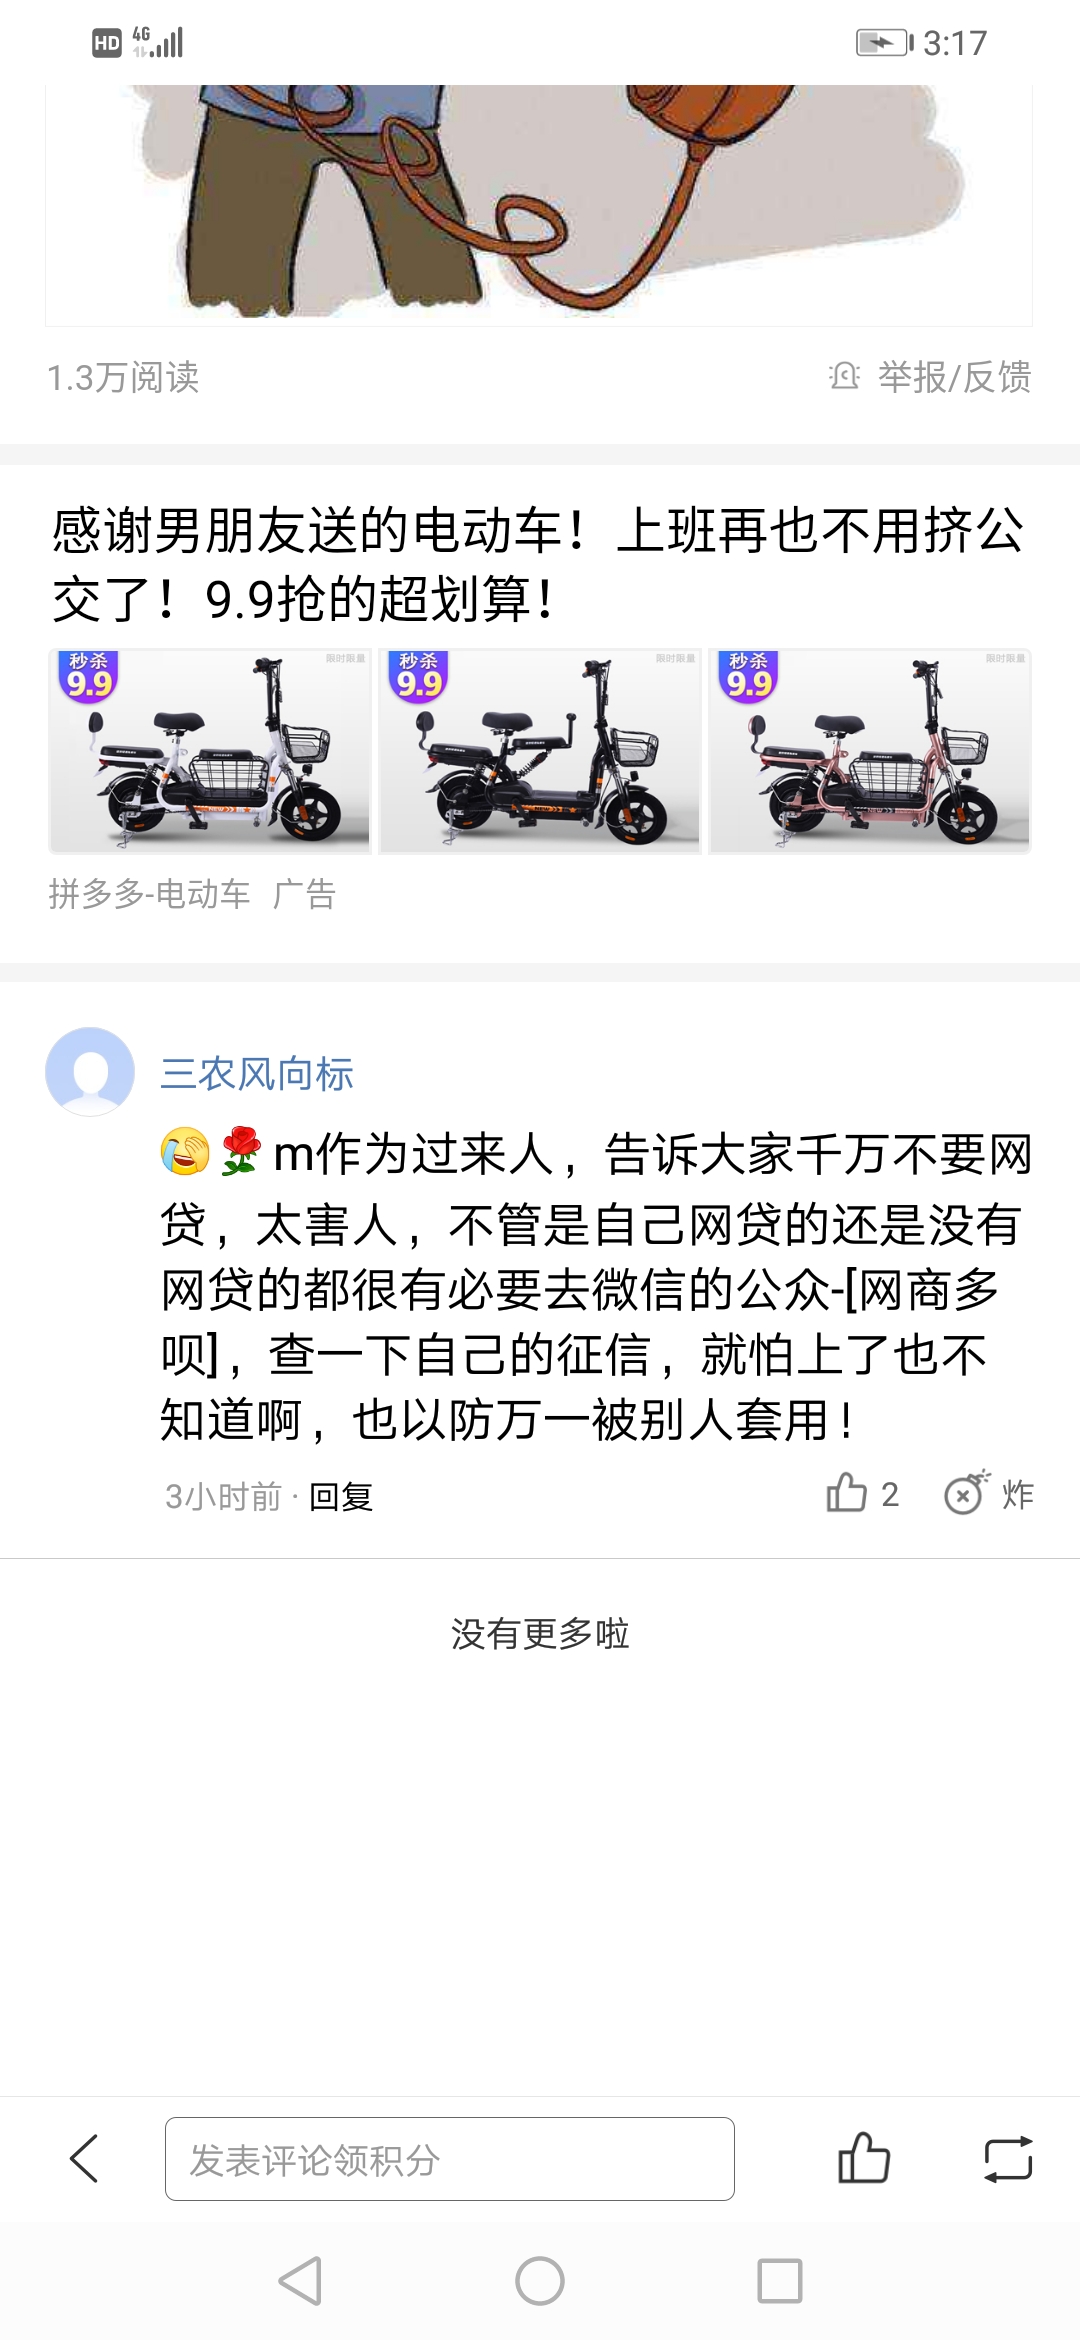 HD 4G 3:17
1.3万阅读 举报/反馈
感谢男朋友送的电动车！上班再也不用挤公
交了！9.9抢的超划算！
秒杀 9.9 限时限量 秒杀 9.9 限时限量 秒杀 9.9 限时限量
拼多多-电动车 广告
三农风向标
m作为过来人，告诉大家千万不要网
贷，太害人，不管是自己网贷的还是没有
网贷的都很有必要去微信的公众-[网商多
呗]，查一下自己的征信，就怕上了也不
知道啊，也以防万一被别人套用！
3小时前 · 回复 2 炸
没有更多啦
发表评论领积分